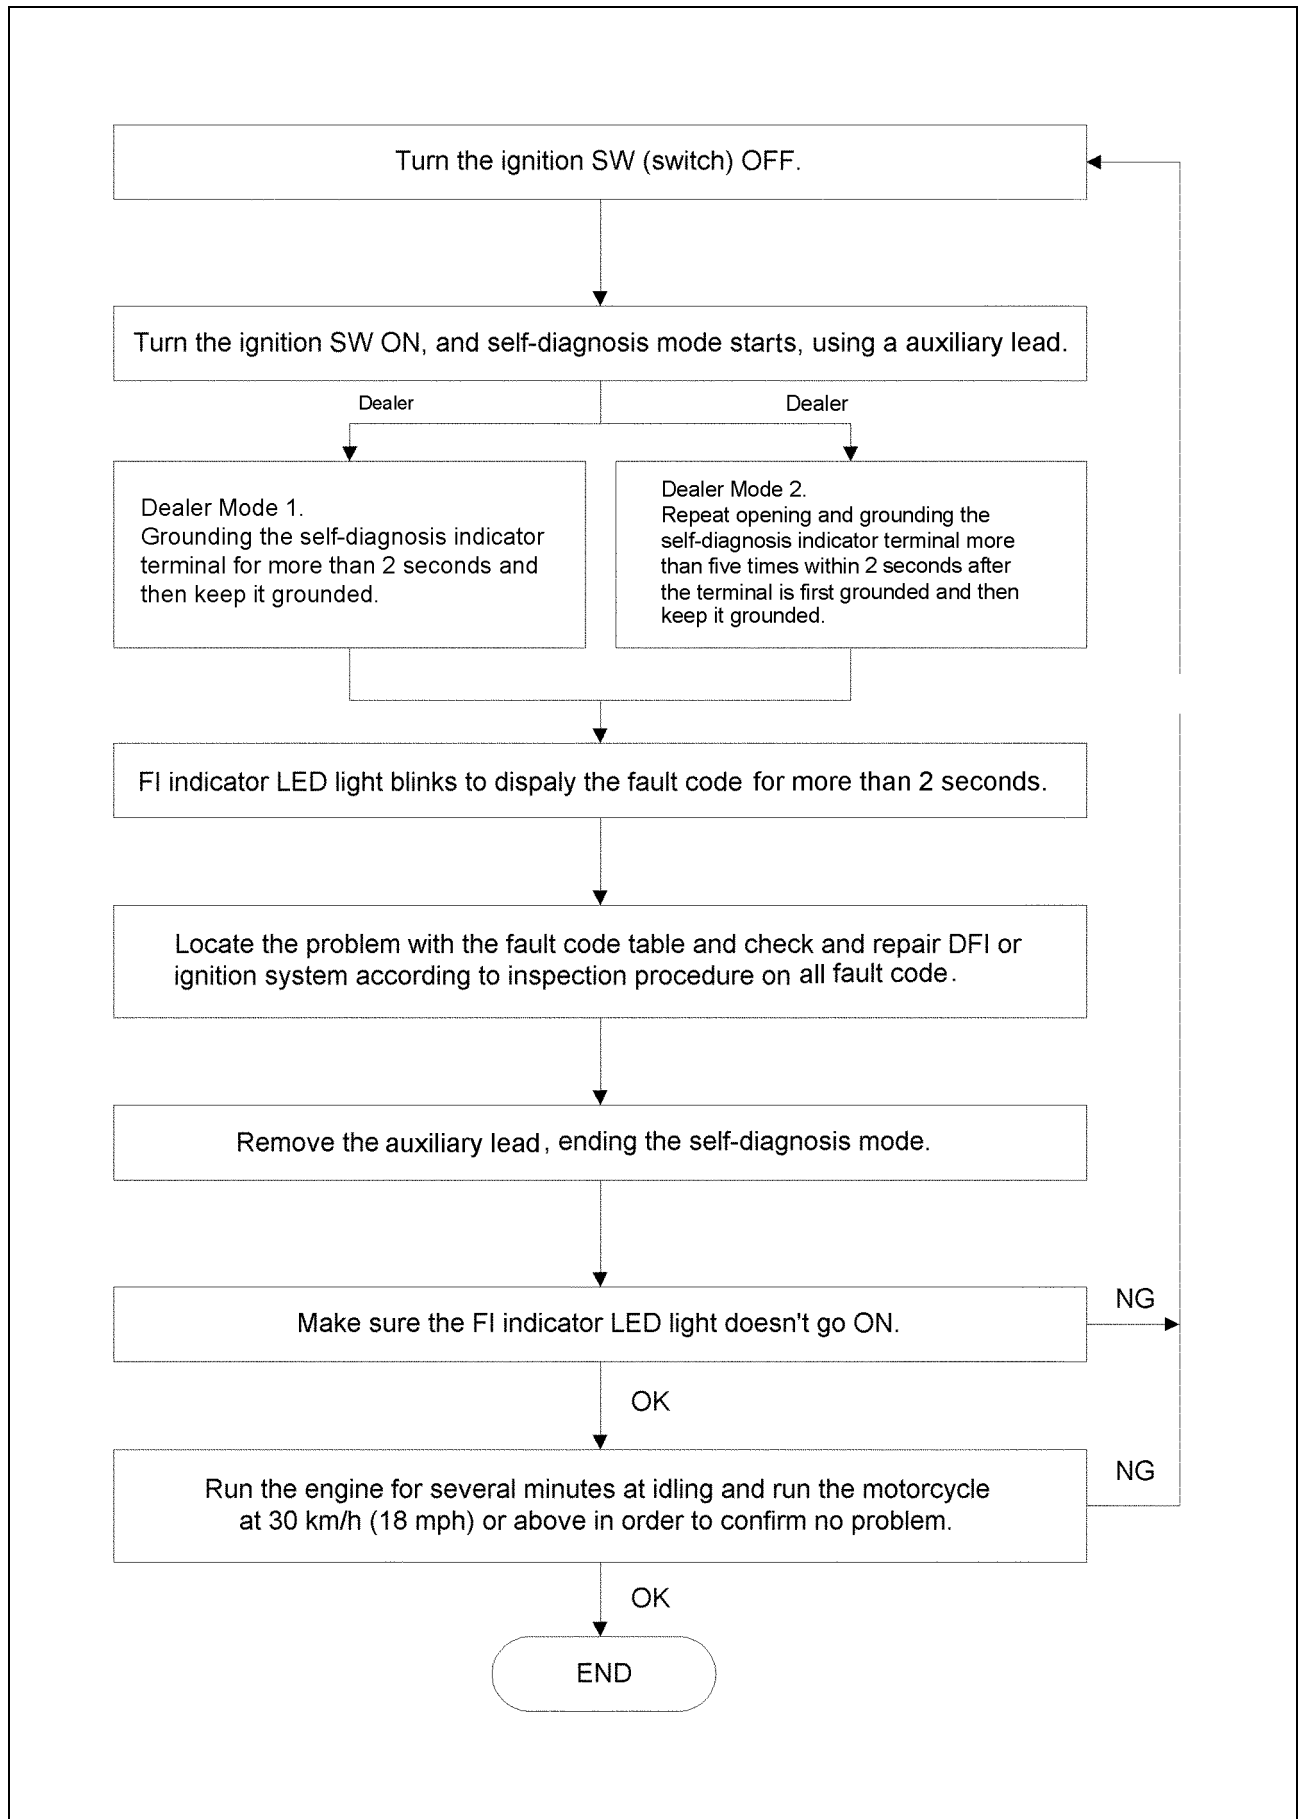 Turn the ignition SW (switch) OFF.
Turn the ignition SW ON, and self-diagnosis mode starts, using a auxiliary lead.
Dealer
Dealer
Dealer Mode 1.
Grounding the self-diagnosis indicator
terminal for more than 2 seconds and
then keep it grounded.
Dealer Mode 2.
Repeat opening and grounding the
self-diagnosis indicator terminal more
than five times within 2 seconds after
the terminal is first grounded and then
keep it grounded.
FI indicator LED light blinks to dispaly the fault code for more than 2 seconds.
Locate the problem with the fault code table and check and repair DFI or
ignition system according to inspection procedure on all fault code.
Remove the auxiliary lead, ending the self-diagnosis mode.
Make sure the FI indicator LED light doesn't go ON.
NG
OK
Run the engine for several minutes at idling and run the motorcycle
at 30 km/h (18 mph) or above in order to confirm no problem.
NG
OK
END